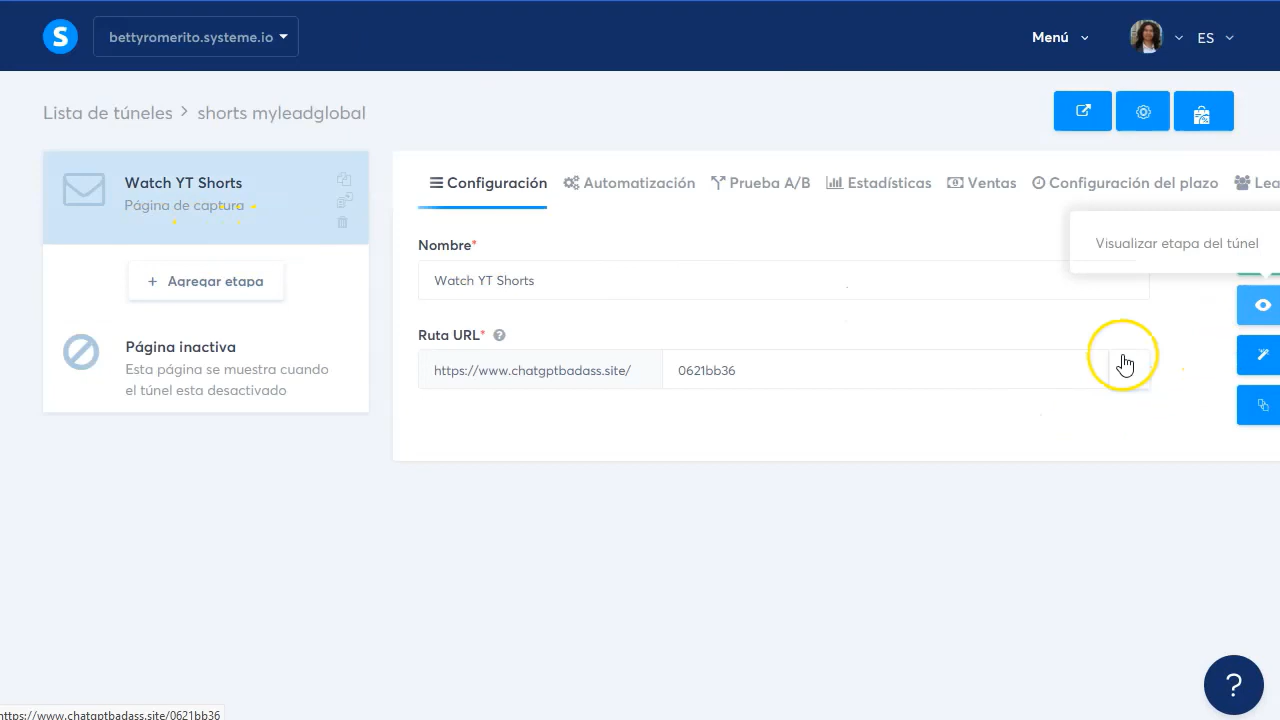 S
bettyromerito.systeme.io
Menú
ES
Lista de túneles > shorts myleadglobal
Watch YT Shorts
Página de captura
+ Agregar etapa
Página inactiva
Esta página se muestra cuando
el túnel esta desactivado
Configuración Automatización Prueba A/B Estadísticas Ventas Configuración del plazo Lea
Visualizar etapa del túnel
Nombre*
Watch YT Shorts
Ruta URL* ?
https://www.chatgptbadass.site/ 0621bb36
?
https://www.chatgptbadass.site/0621bb36